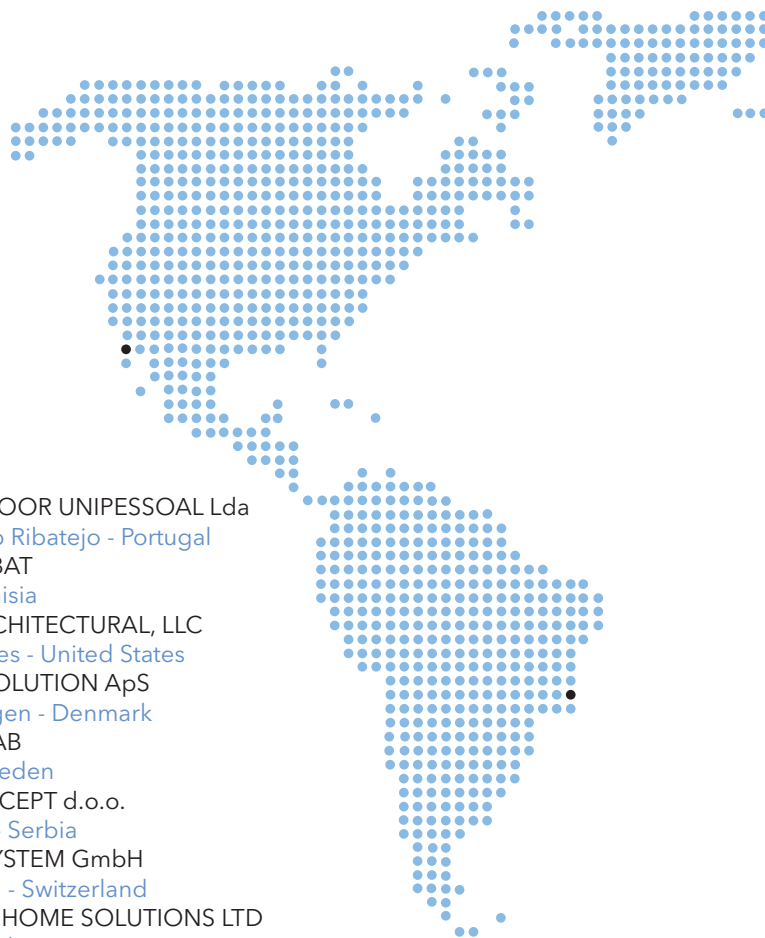 OOR UNIPESSOAL Lda
Ribatejo - Portugal
BAT
isia
CHITECTURAL, LLC
es - United States
OLUTION ApS
gen - Denmark
AB
eden
CEPT d.o.o.
Serbia
YSTEM GmbH
- Switzerland
HOME SOLUTIONS LTD